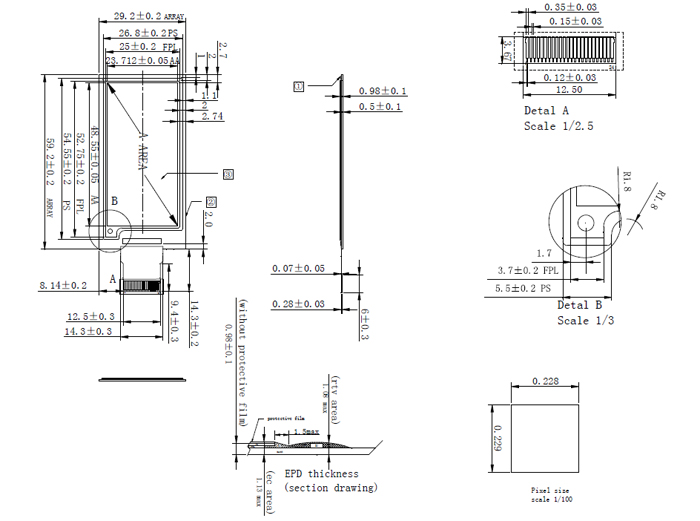 29.2±0.2 ARRAY
26.8±0.2 PS
25±0.2 FPL
23.712±0.05 AA
1
2
2.7
1.1
2
2.74
59.2±0.2 ARRAY
54.55±0.2 PS
52.75±0.2 FPL
48.55±0.05 AA
A AREA
B
2.0
A
8.14±0.2
12.5±0.3
14.3±0.3
9.4±0.3
14.3±0.2
①
0.98±0.1
0.5±0.1
0.07±0.05
0.28±0.03
6±0.3
0.35±0.03
0.15±0.03
3.67
0.12±0.03
12.50
Detal A
Scale 1/2.5
R1.8
R1.8
1.7
3.7±0.2 FPL
5.5±0.2 PS
Detal B
Scale 1/3
(without protective film)
0.98±0.1
protective film
1.5max
(rtv area)
1.08 max
(ec area)
1.13 max
EPD thickness
(section drawing)
0.228
0.229
Pixel size
scale 1/100